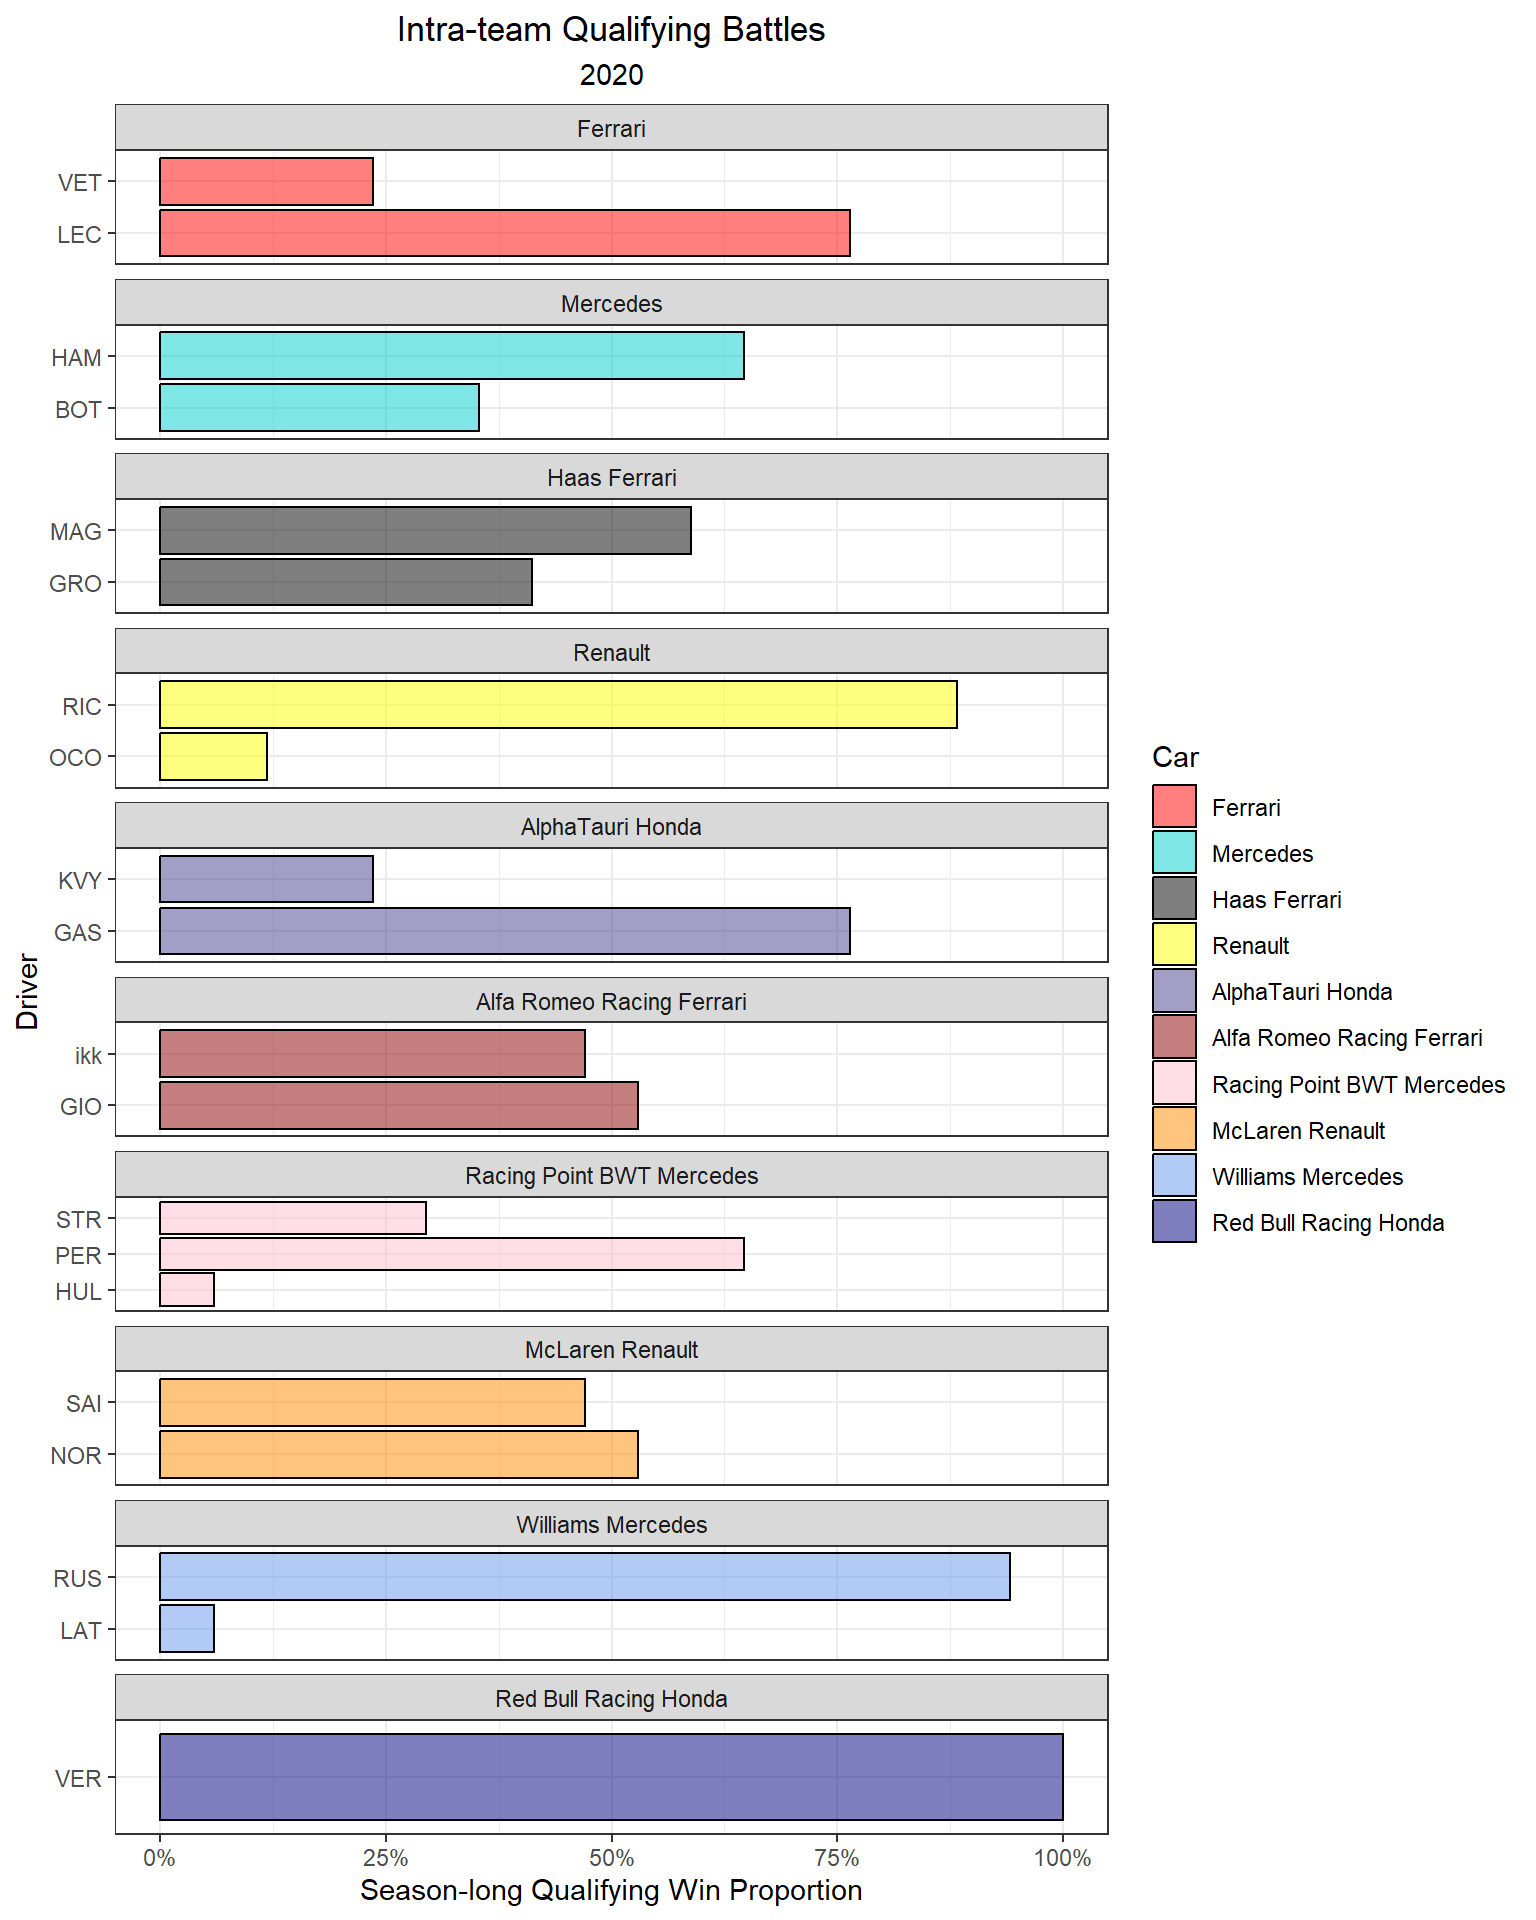 Intra-team Qualifying Battles
2020
Ferrari
VET
LEC
Mercedes
HAM
BOT
Haas Ferrari
MAG
GRO
Renault
RIC
OCO
AlphaTauri Honda
KVY
GAS
Alfa Romeo Racing Ferrari
ikk
GIO
Racing Point BWT Mercedes
STR
PER
HUL
McLaren Renault
SAI
NOR
Williams Mercedes
RUS
LAT
Red Bull Racing Honda
VER
0% 25% 50% 75% 100%
Season-long Qualifying Win Proportion
Driver
Car
Ferrari
Mercedes
Haas Ferrari
Renault
AlphaTauri Honda
Alfa Romeo Racing Ferrari
Racing Point BWT Mercedes
McLaren Renault
Williams Mercedes
Red Bull Racing Honda